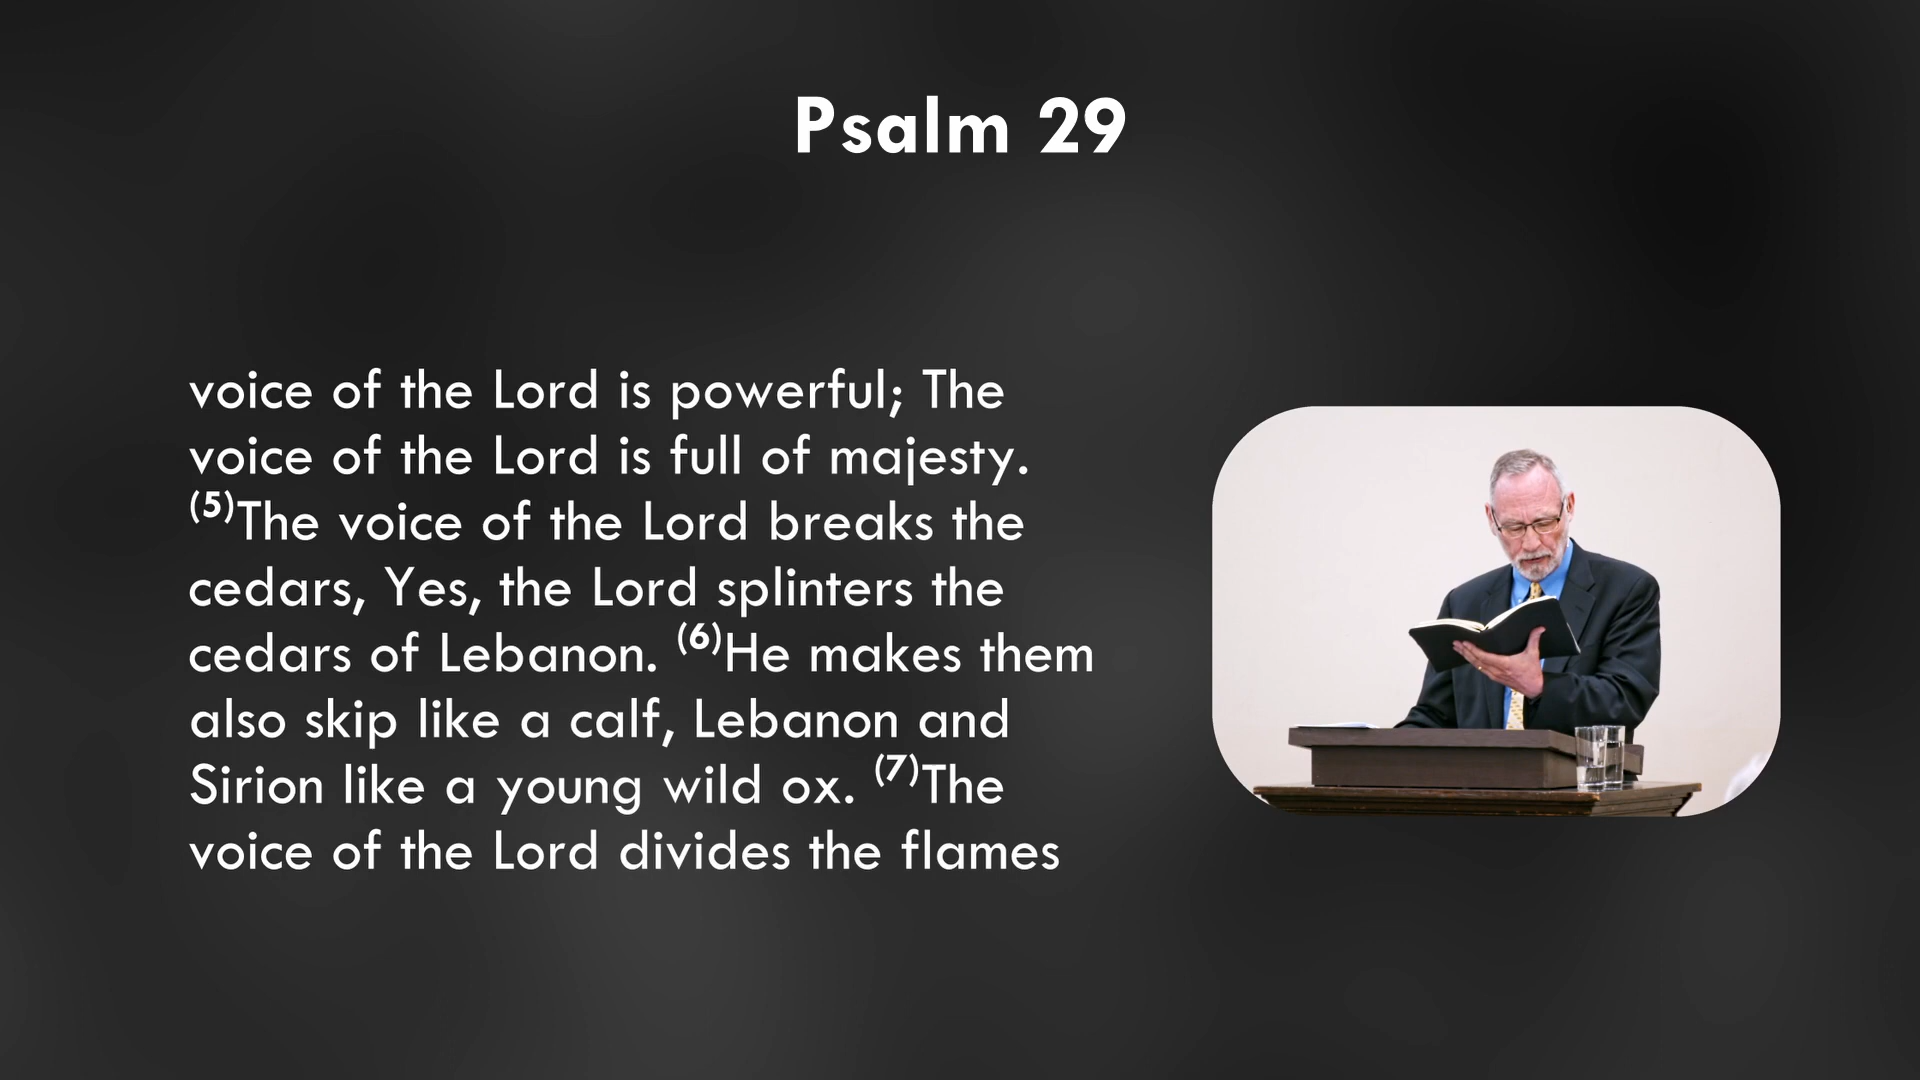 Psalm 29
voice of the Lord is powerful; The
voice of the Lord is full of majesty.
(5)The voice of the Lord breaks the
cedars, Yes, the Lord splinters the
cedars of Lebanon. (6)He makes them
also skip like a calf, Lebanon and
Sirion like a young wild ox. (7)The
voice of the Lord divides the flames